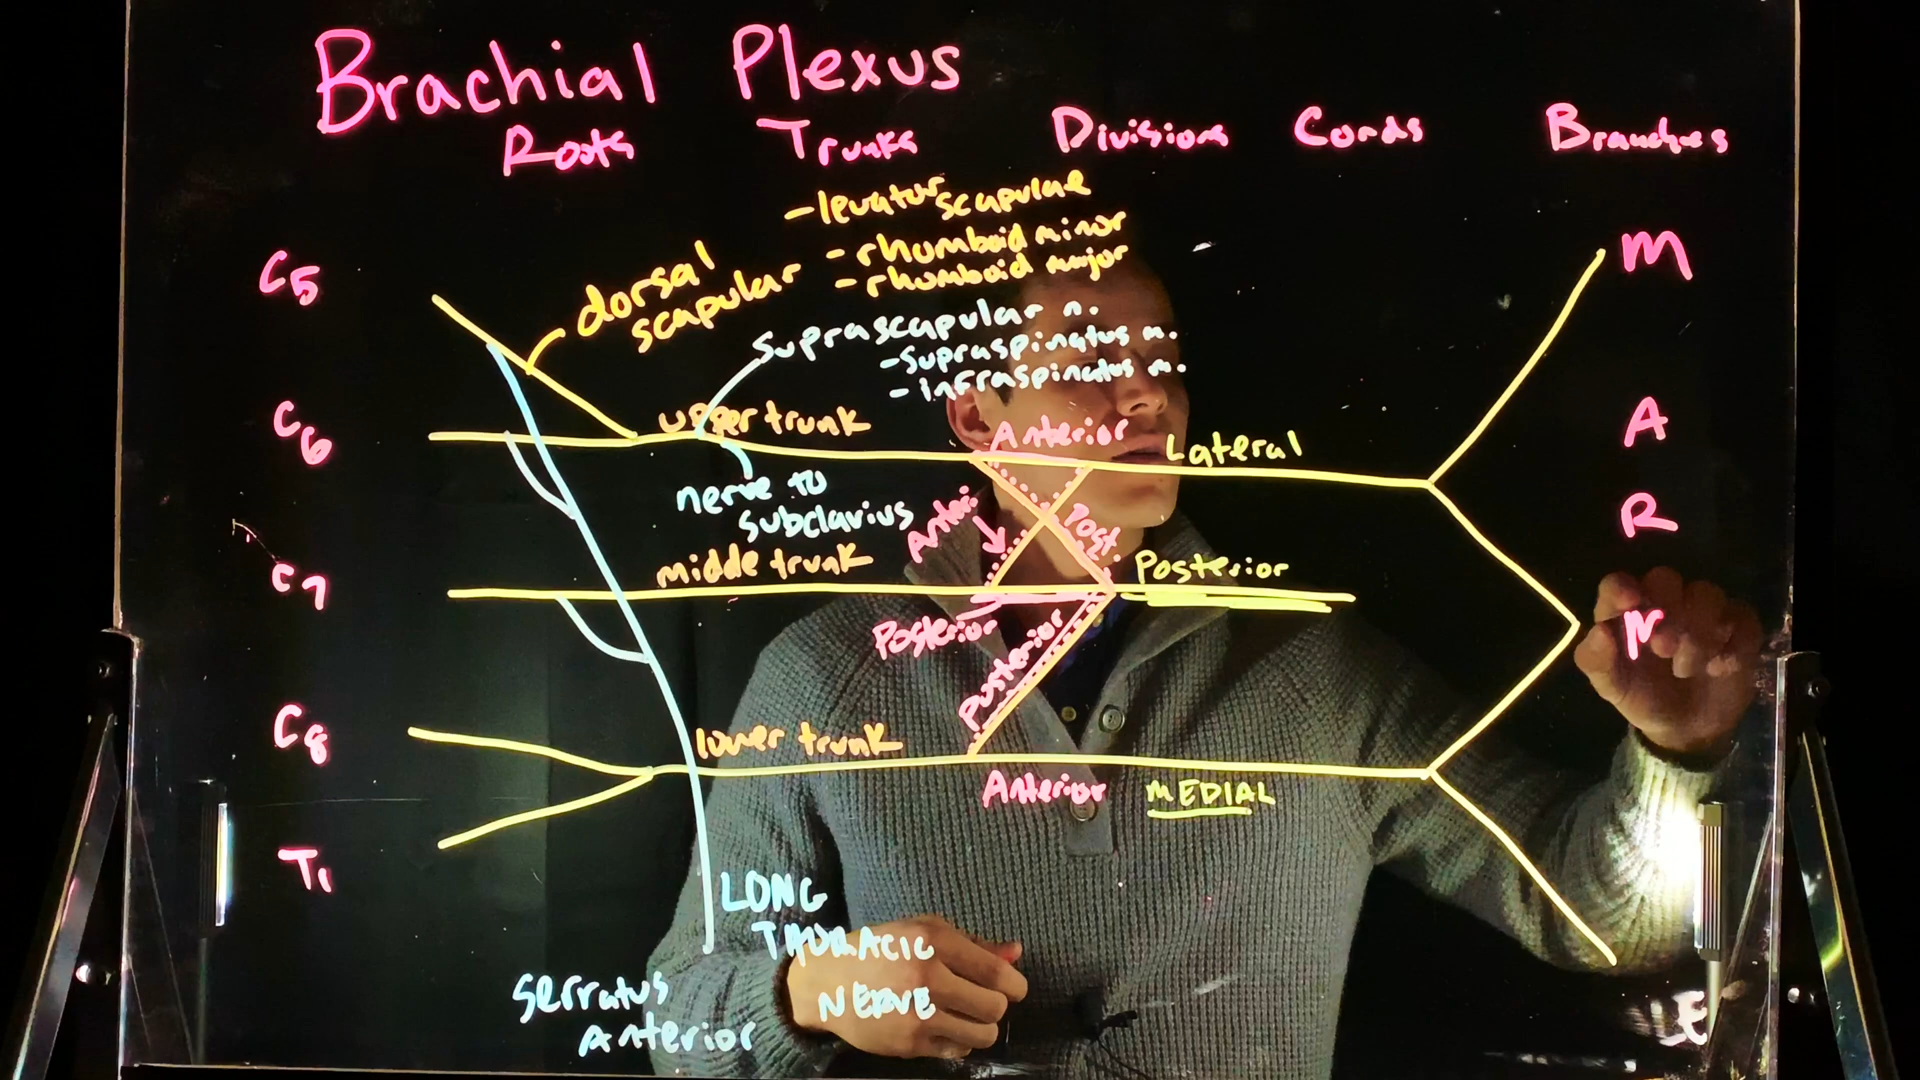 Brachial Plexus
Roots Trunks Divisions Cords Branches
C5
C6
C7
C8
T1
dorsal
scapular
- levator scapulae
- rhomboid minor
- rhomboid major
suprascapular n.
- supraspinatus m.
- infraspinatus m.
upper trunk
nerve to
subclavius
middle trunk
lower trunk
Anterior
Anteri.
Post.
Posterior
Posterior
Anterior
Lateral
Posterior
MEDIAL
LONG
THORACIC
NERVE
serratus
anterior
M
A
R
M